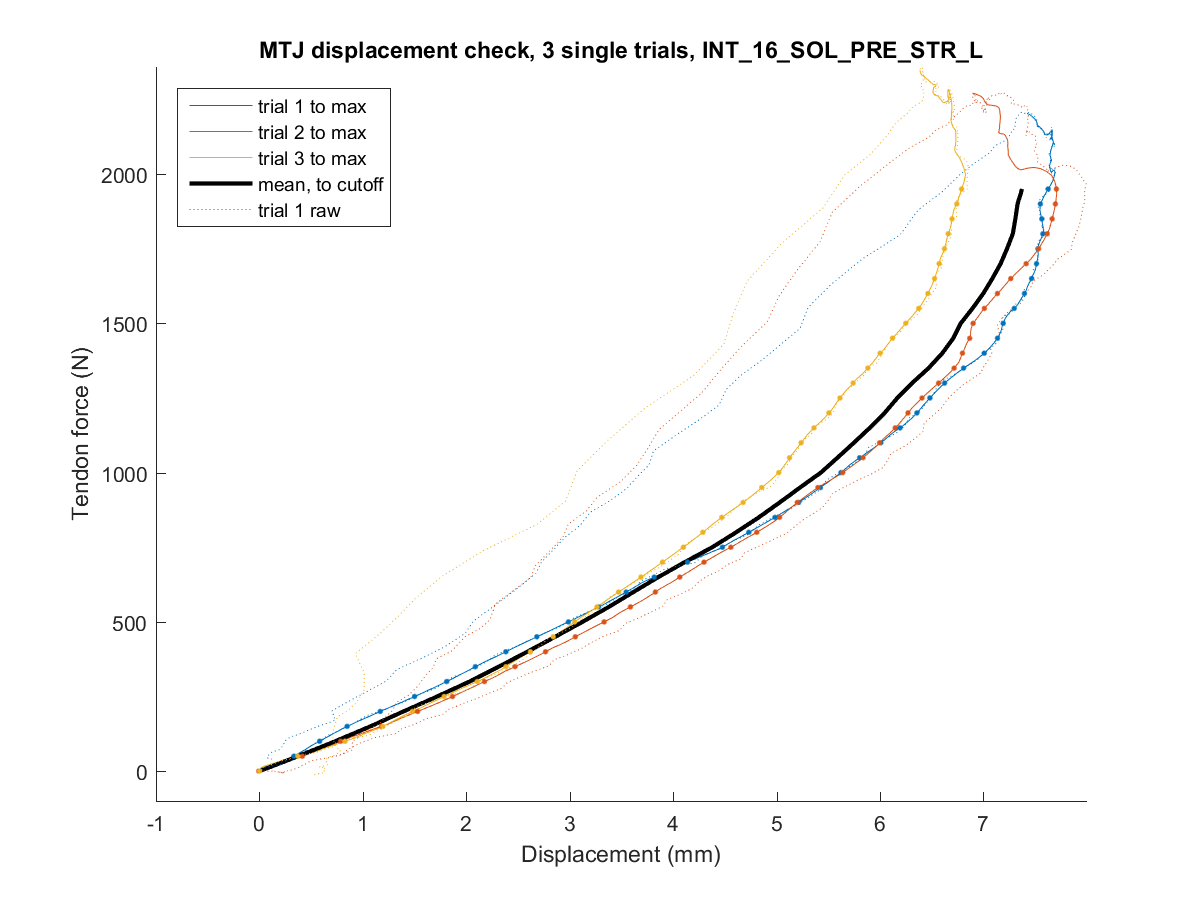 MTJ displacement check, 3 single trials, INT_16_SOL_PRE_STR_L
trial 1 to max
trial 2 to max
trial 3 to max
mean, to cutoff
trial 1 raw
2000
1500
1000
500
0
Tendon force (N)
-1 0 1 2 3 4 5 6 7
Displacement (mm)